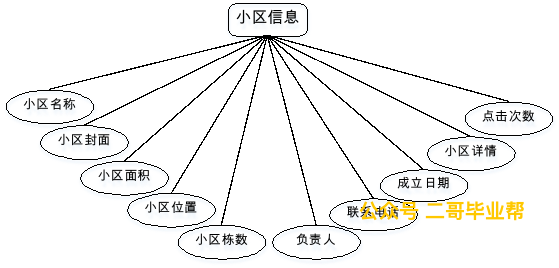 小区信息
小区名称
小区封面
小区面积
小区位置
小区栋数
负责人
联系电话
成立日期
小区详情
点击次数
公众号 二哥毕业帮